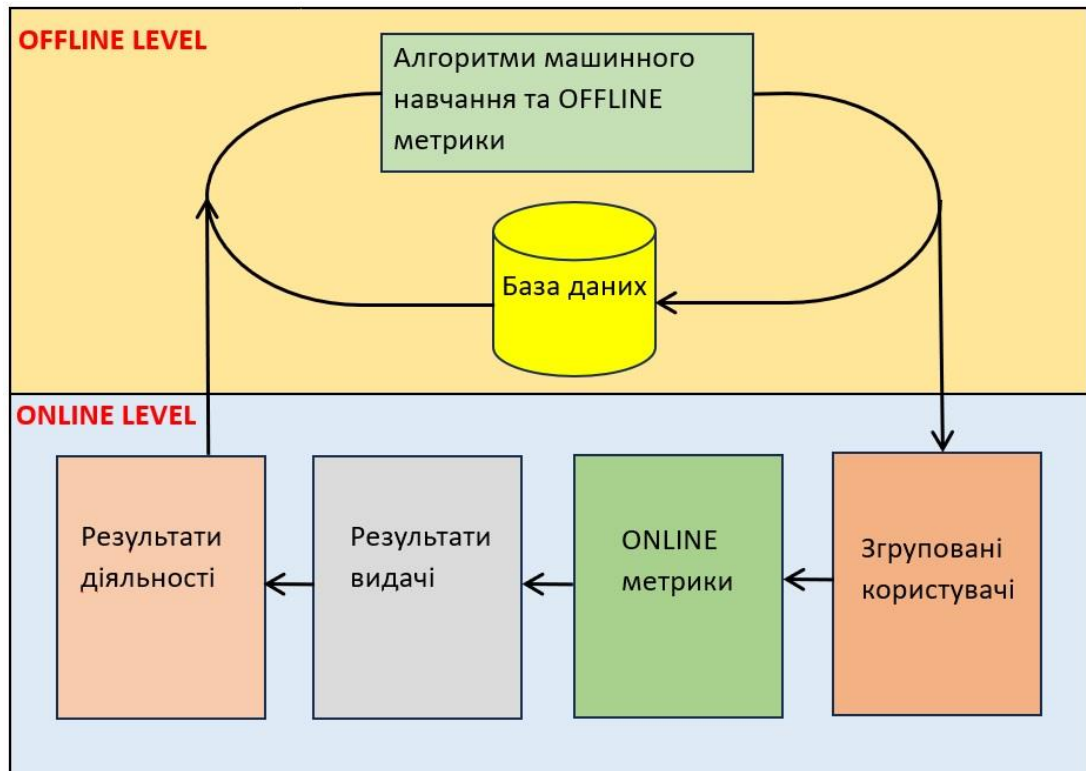 OFFLINE LEVEL
Алгоритми машинного
навчання та OFFLINE
метрики
База даних
ONLINE LEVEL
Результати
діяльності
Результати
видачі
ONLINE
метрики
Згруповані
користувачі